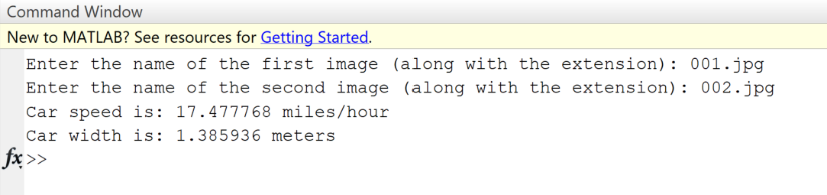 Command Window
New to MATLAB? See resources for Getting Started.
Enter the name of the first image (along with the extension): 001.jpg
Enter the name of the second image (along with the extension): 002.jpg
Car speed is: 17.477768 miles/hour
Car width is: 1.385936 meters
fx >>